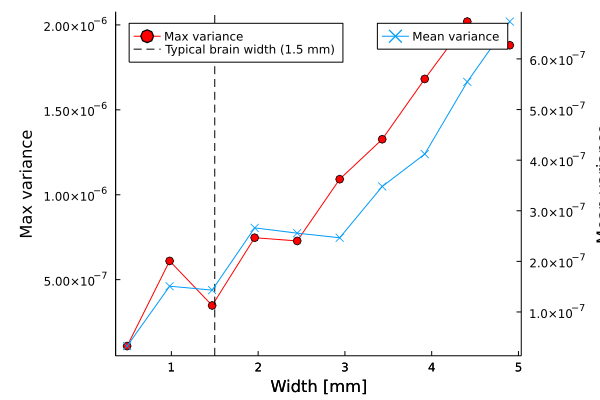 Max variance
Typical brain width (1.5 mm)
Mean variance
2.00×10⁻⁶
1.50×10⁻⁶
1.00×10⁻⁶
5.00×10⁻⁷
Max variance
6.0×10⁻⁷
5.0×10⁻⁷
4.0×10⁻⁷
3.0×10⁻⁷
2.0×10⁻⁷
1.0×10⁻⁷
1 2 3 4 5
Width [mm]